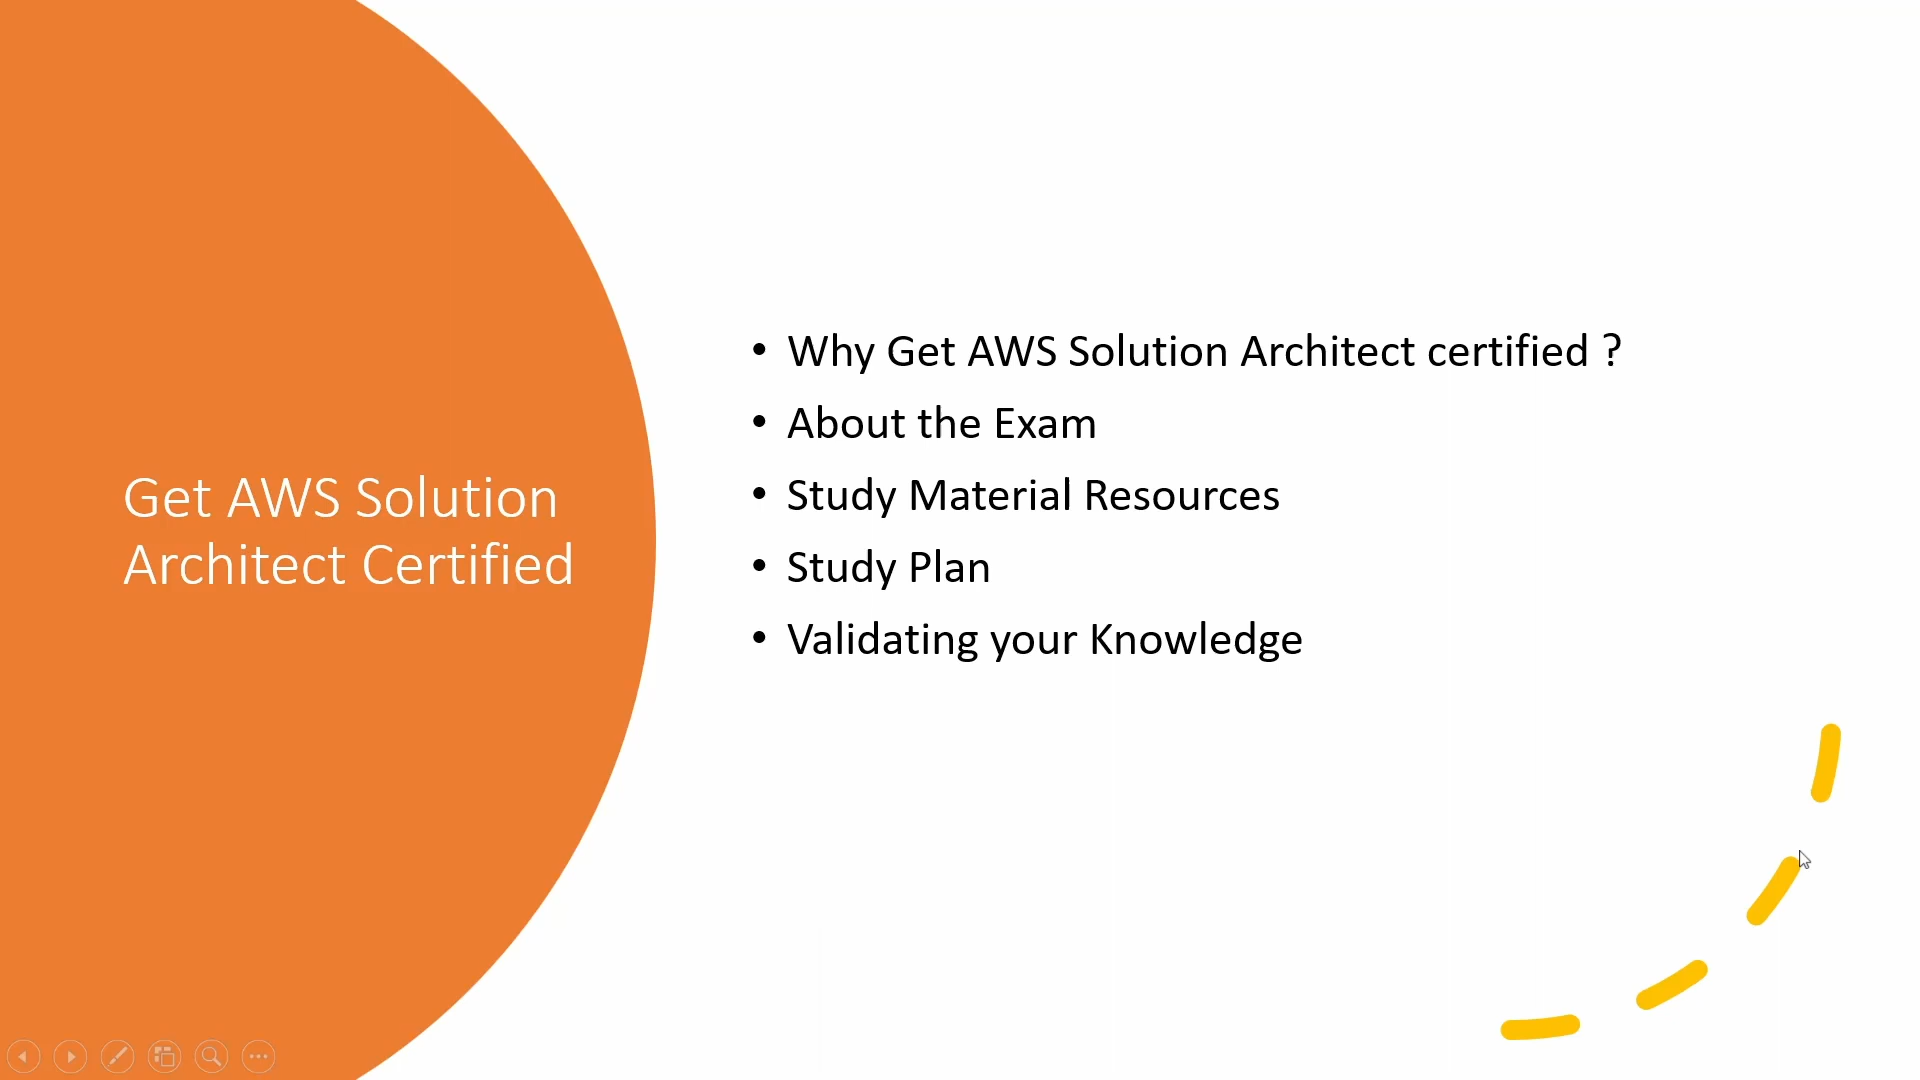 Get AWS Solution
Architect Certified
• Why Get AWS Solution Architect certified ?
• About the Exam
• Study Material Resources
• Study Plan
• Validating your Knowledge